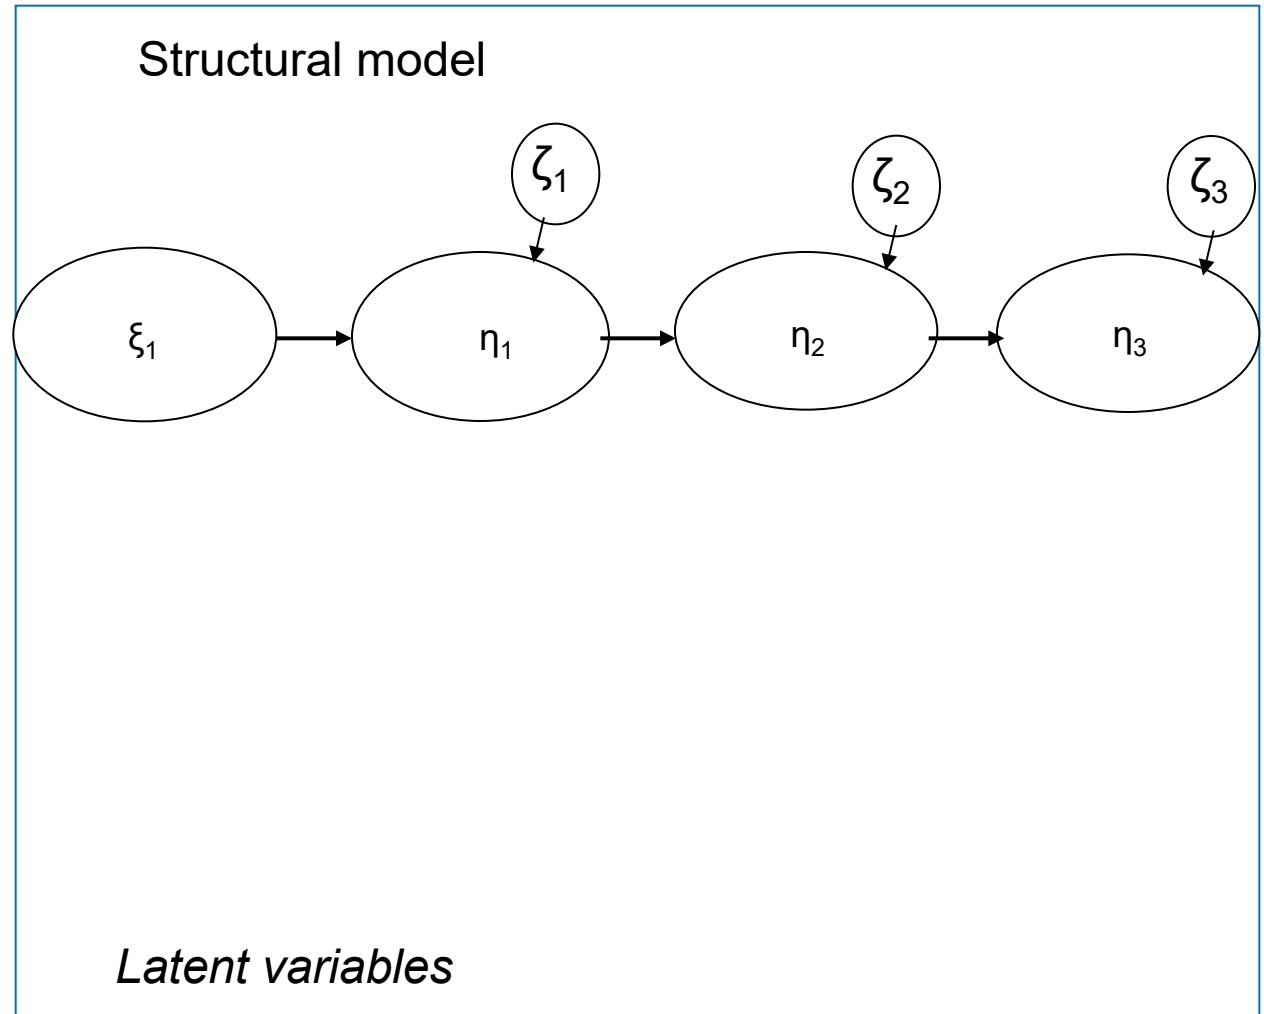 Structural model
ζ1
ζ2
ζ3
ξ1
η1
η2
η3
Latent variables